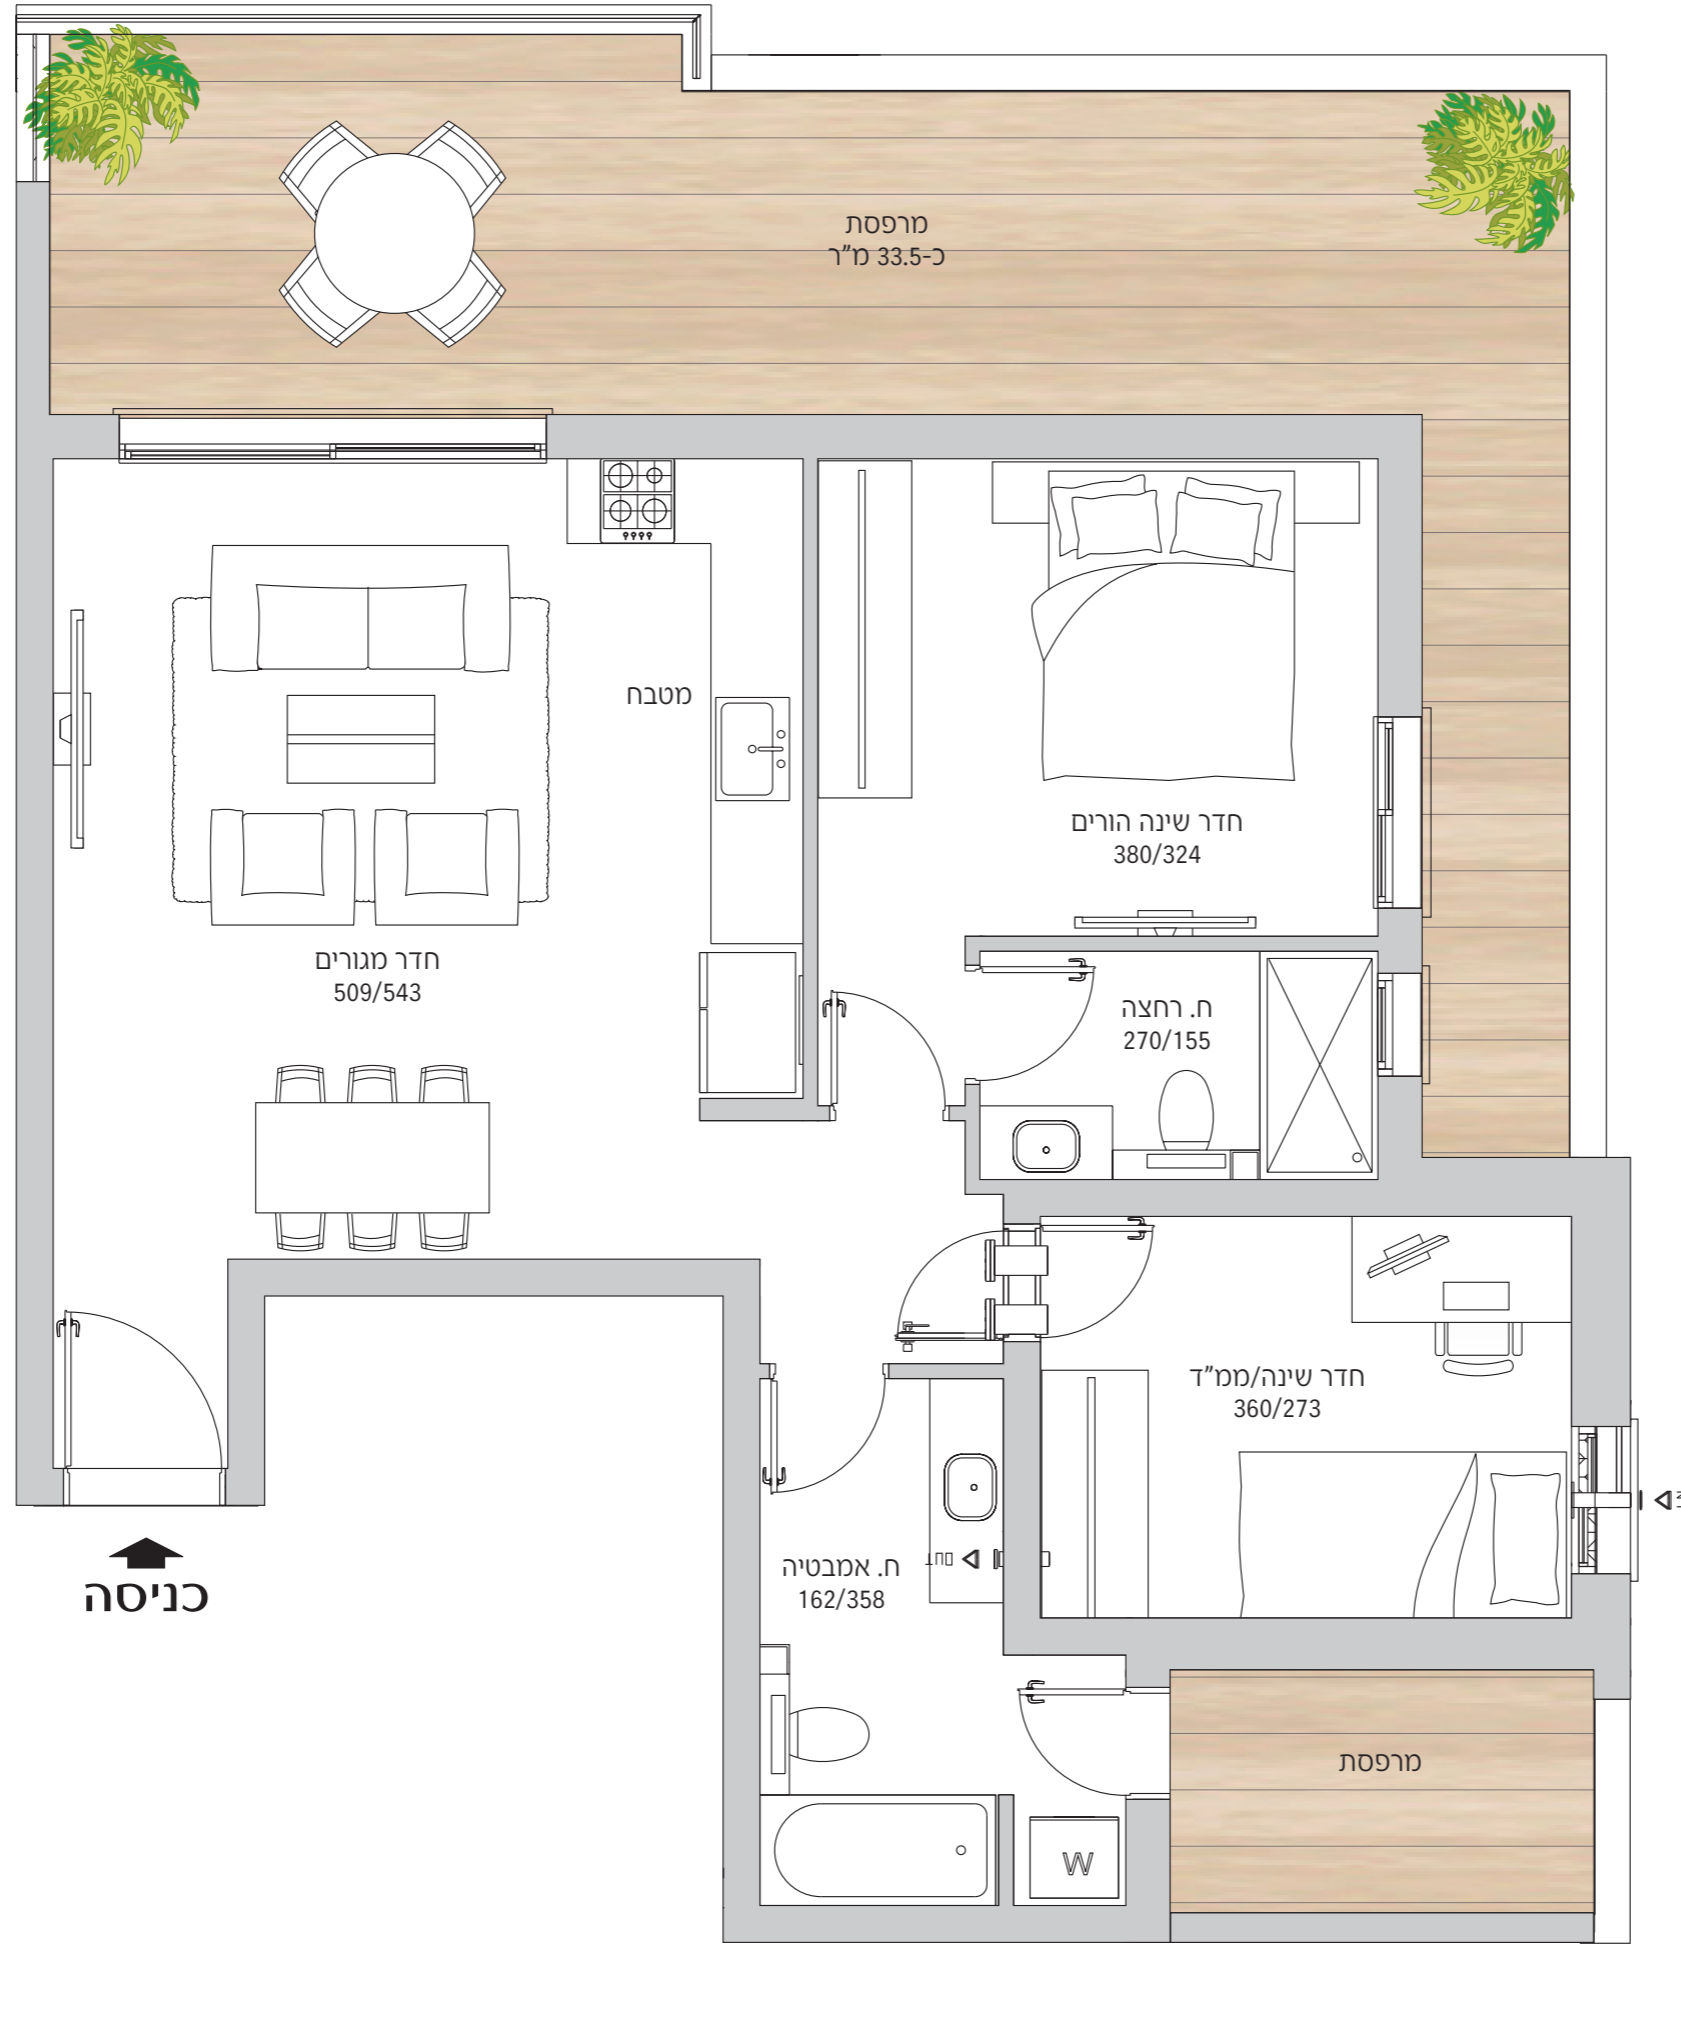 מרפסת
כ-33.5 מ"ר
מטבח
חדר שינה הורים
380/324
חדר מגורים
509/543
ח. רחצה
270/155
חדר שינה/ממ"ד
360/273
ח. אמבטיה
162/358
OUT
כניסה
מרפסת
W